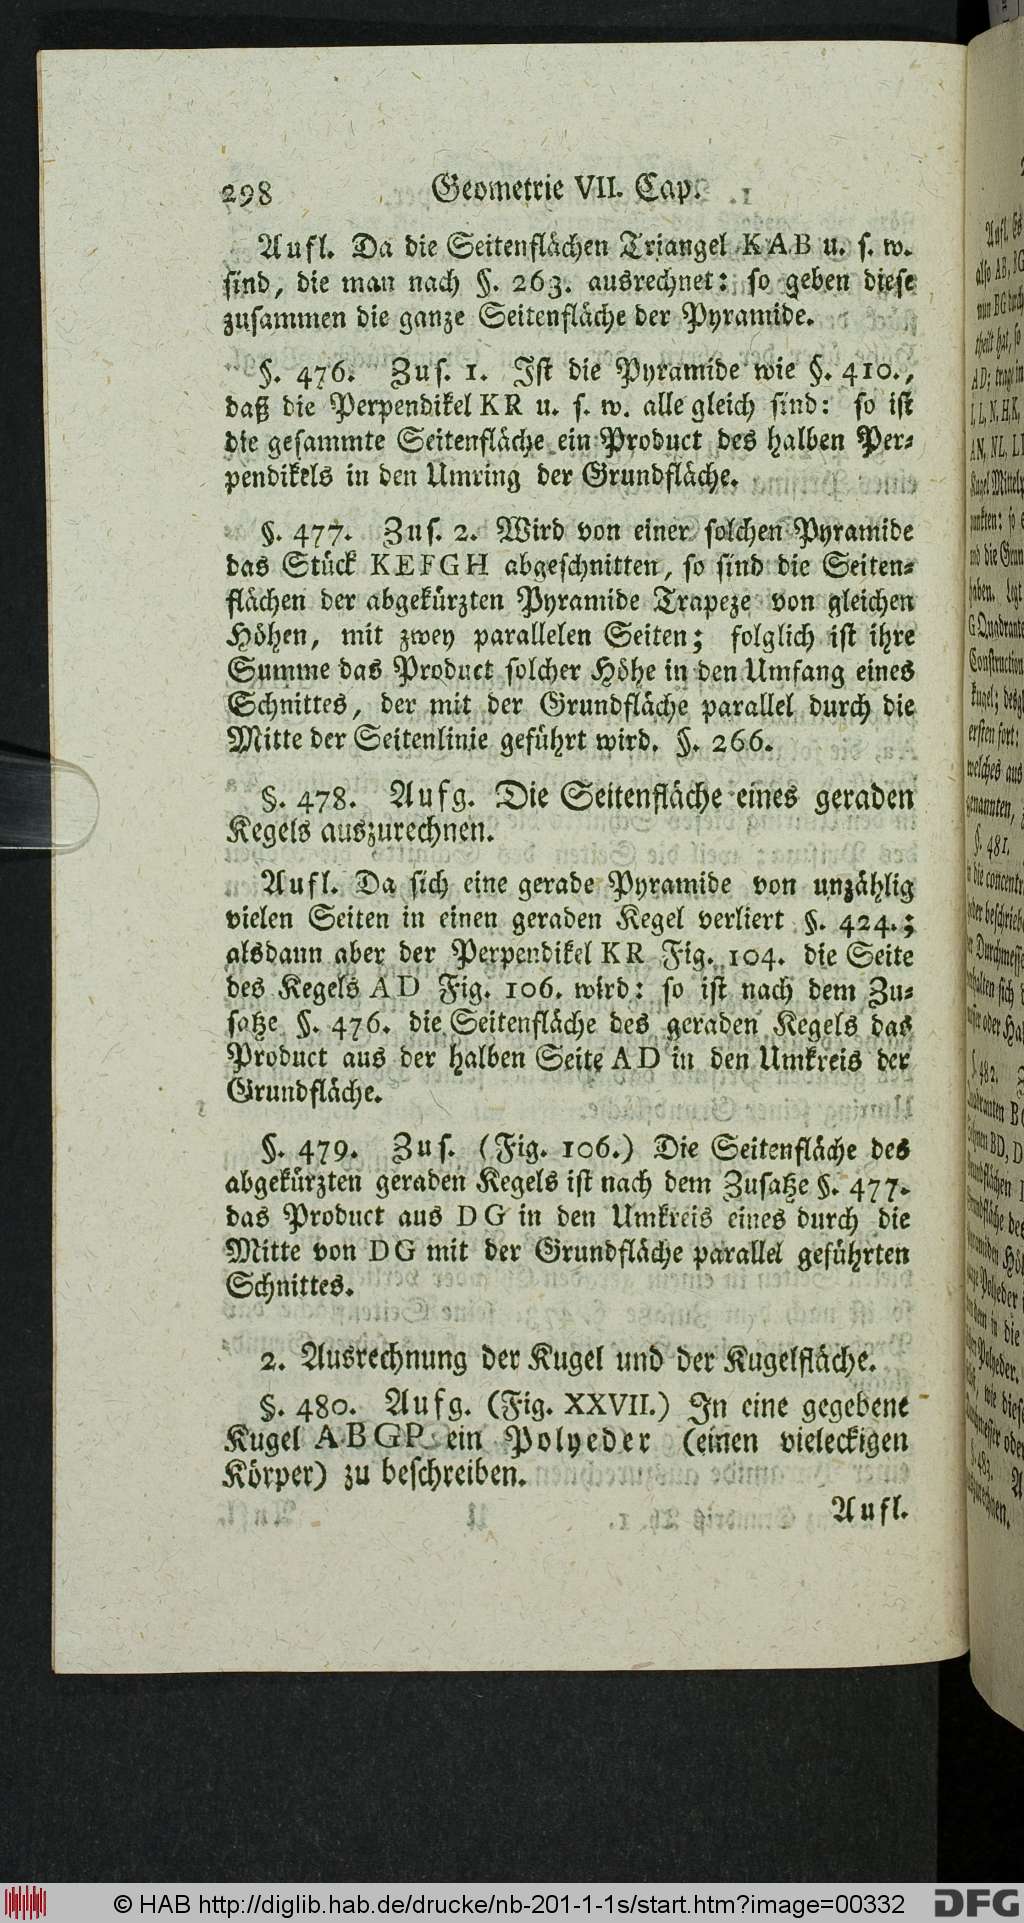 298 Geometrie VII. Cap.
Aufl. Da die Seitenflächen Triangel K A B u. s. w.
sind, die man nach §. 263. ausrechnet: so geben diese
zusammen die ganze Seitenfläche der Pyramide.
§. 476. Zus. 1. Ist die Pyramide wie §. 410.,
daß die Perpendikel K R u. s. w. alle gleich sind: so ist
die gesammte Seitenfläche ein Product des halben Per-
pendikels in den Umring der Grundfläche.
§. 477. Zus. 2. Wird von einer solchen Pyramide
das Stück K E F G H abgeschnitten, so sind die Seiten-
flächen der abgekürzten Pyramide Trapeze von gleichen
Höhen, mit zwey parallelen Seiten; folglich ist ihre
Summe das Product solcher Höhe in den Umfang eines
Schnittes, der mit der Grundfläche parallel durch die
Mitte der Seitenlinie geführt wird. §. 266.
§. 478. Aufg. Die Seitenfläche eines geraden
Kegels auszurechnen.
Aufl. Da sich eine gerade Pyramide von unzählig
vielen Seiten in einen geraden Kegel verliert §. 424.;
alsdann aber der Perpendikel K R Fig. 104. die Seite
des Kegels A D Fig. 106. wird: so ist nach dem Zu-
satze §. 476. die Seitenfläche des geraden Kegels das
Product aus der halben Seite A D in den Umkreis der
Grundfläche.
§. 479. Zus. (Fig. 106.) Die Seitenfläche des
abgekürzten geraden Kegels ist nach dem Zusatze §. 477.
das Product aus D G in den Umkreis eines durch die
Mitte von D G mit der Grundfläche parallel geführten
Schnittes.
2. Ausrechnung der Kugel und der Kugelfläche.
§. 480. Aufg. (Fig. XXVII.) In eine gegebene
Kugel A B G P ein Polyeder (einen vieleckigen
Körper) zu beschreiben.
Aufl.
© HAB http://diglib.hab.de/drucke/nb-201-1-1s/start.htm?image=00332
DFG